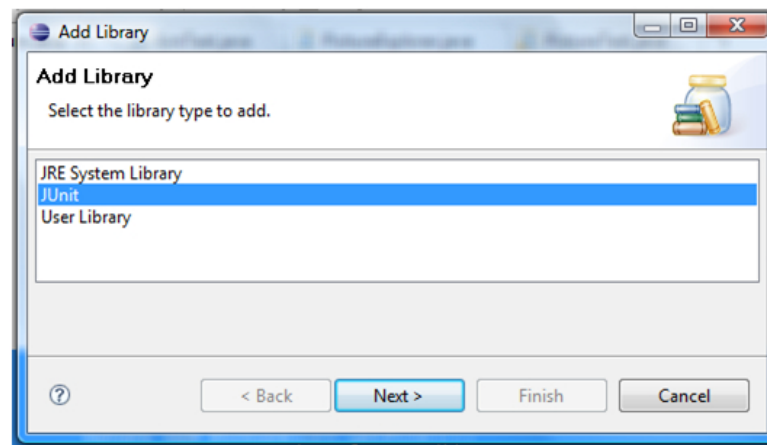 Add Library
Add Library
Select the library type to add.
JRE System Library
JUnit
User Library
< Back Next > Finish Cancel